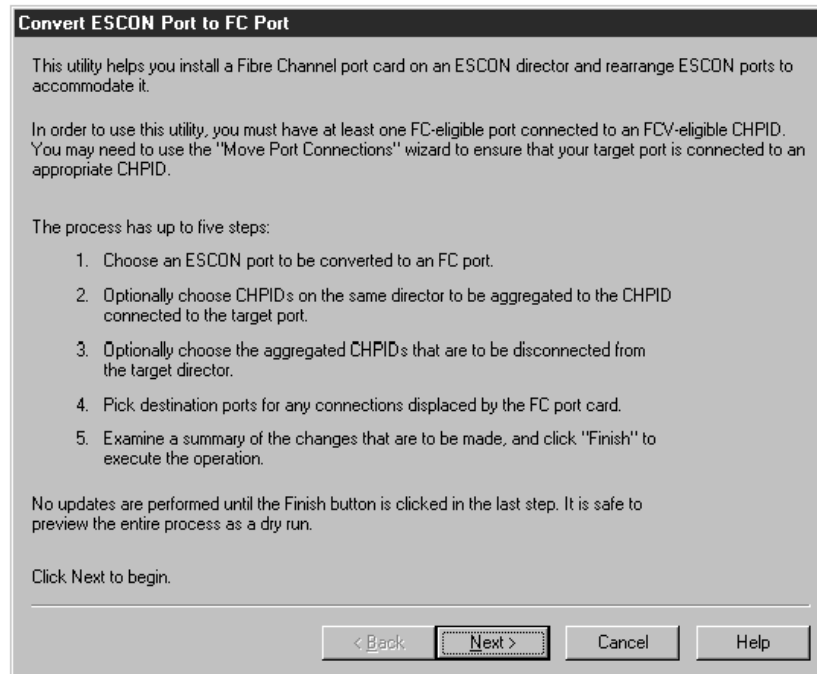 Convert ESCON Port to FC Port
This utility helps you install a Fibre Channel port card on an ESCON director and rearrange ESCON ports to
accommodate it.
In order to use this utility, you must have at least one FC-eligible port connected to an FCV-eligible CHPID.
You may need to use the "Move Port Connections" wizard to ensure that your target port is connected to an
appropriate CHPID.
The process has up to five steps:
1. Choose an ESCON port to be converted to an FC port.
2. Optionally choose CHPIDs on the same director to be aggregated to the CHPID
connected to the target port.
3. Optionally choose the aggregated CHPIDs that are to be disconnected from
the target director.
4. Pick destination ports for any connections displaced by the FC port card.
5. Examine a summary of the changes that are to be made, and click "Finish" to
execute the operation.
No updates are performed until the Finish button is clicked in the last step. It is safe to
preview the entire process as a dry run.
Click Next to begin.
< Back Next > Cancel Help